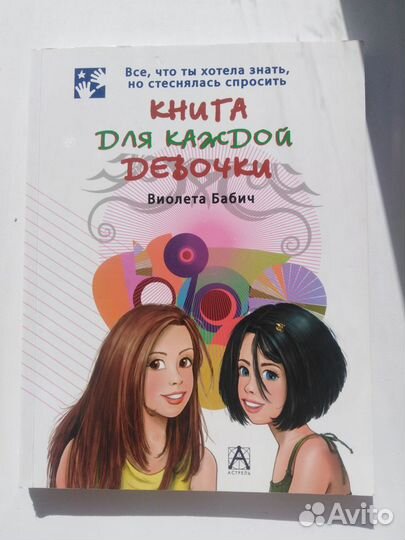 Все, что ты хотела знать,
но стеснялась спросить
КНИГА
ДЛЯ КАЖДОЙ
ДЕВОЧКИ
Виолета Бабич
АСТРЕЛЬ
Avito